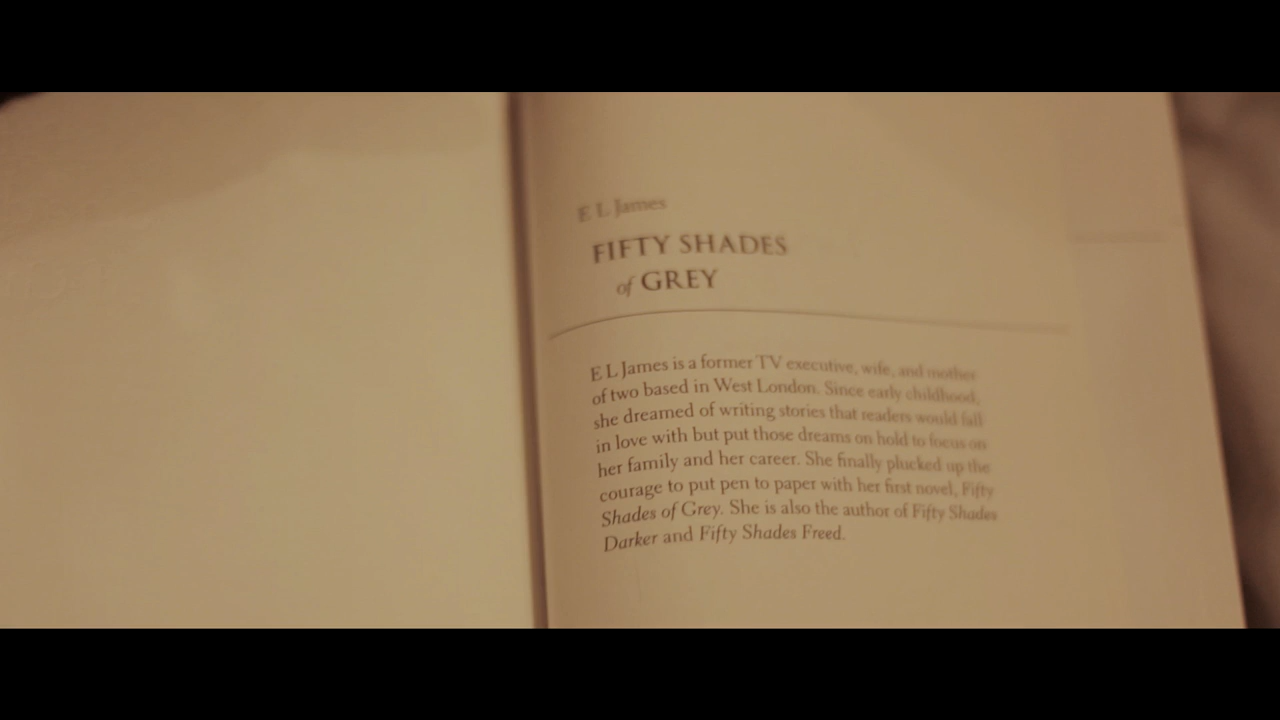 E L James
FIFTY SHADES
of GREY
E L James is a former TV executive, wife, and mother
of two based in West London. Since early childhood,
she dreamed of writing stories that readers would fall
in love with but put those dreams on hold to focus on
her family and her career. She finally plucked up the
courage to put pen to paper with her first novel, Fifty
Shades of Grey. She is also the author of Fifty Shades
Darker and Fifty Shades Freed.